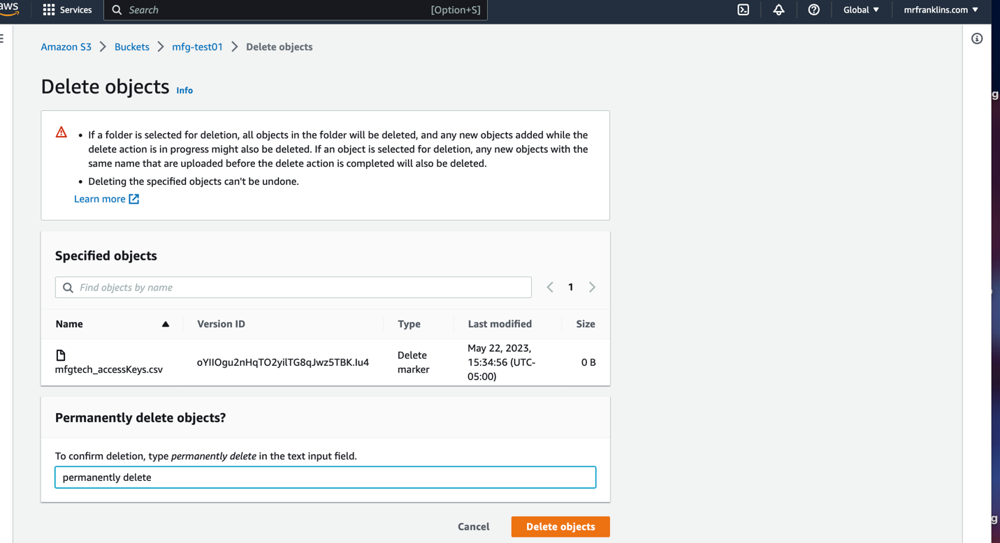 aws
Services
Search
[Option+S]
Global
mrfranklins.com
Amazon S3
Buckets
mfg-test01
Delete objects
Delete objects
Info
If a folder is selected for deletion, all objects in the folder will be deleted, and any new objects added while the
delete action is in progress might also be deleted. If an object is selected for deletion, any new objects with the
same name that are uploaded before the delete action is completed will also be deleted.
Deleting the specified objects can't be undone.
Learn more
Specified objects
Find objects by name
1
Name
Version ID
Type
Last modified
Size
mfgtech_accessKeys.csv
oYIIOgu2nHqTO2yilTG8qJwz5TBK.Iu4
Delete
marker
May 22, 2023,
15:34:56 (UTC-
05:00)
0 B
Permanently delete objects?
To confirm deletion, type permanently delete in the text input field.
permanently delete
Cancel
Delete objects
g
g